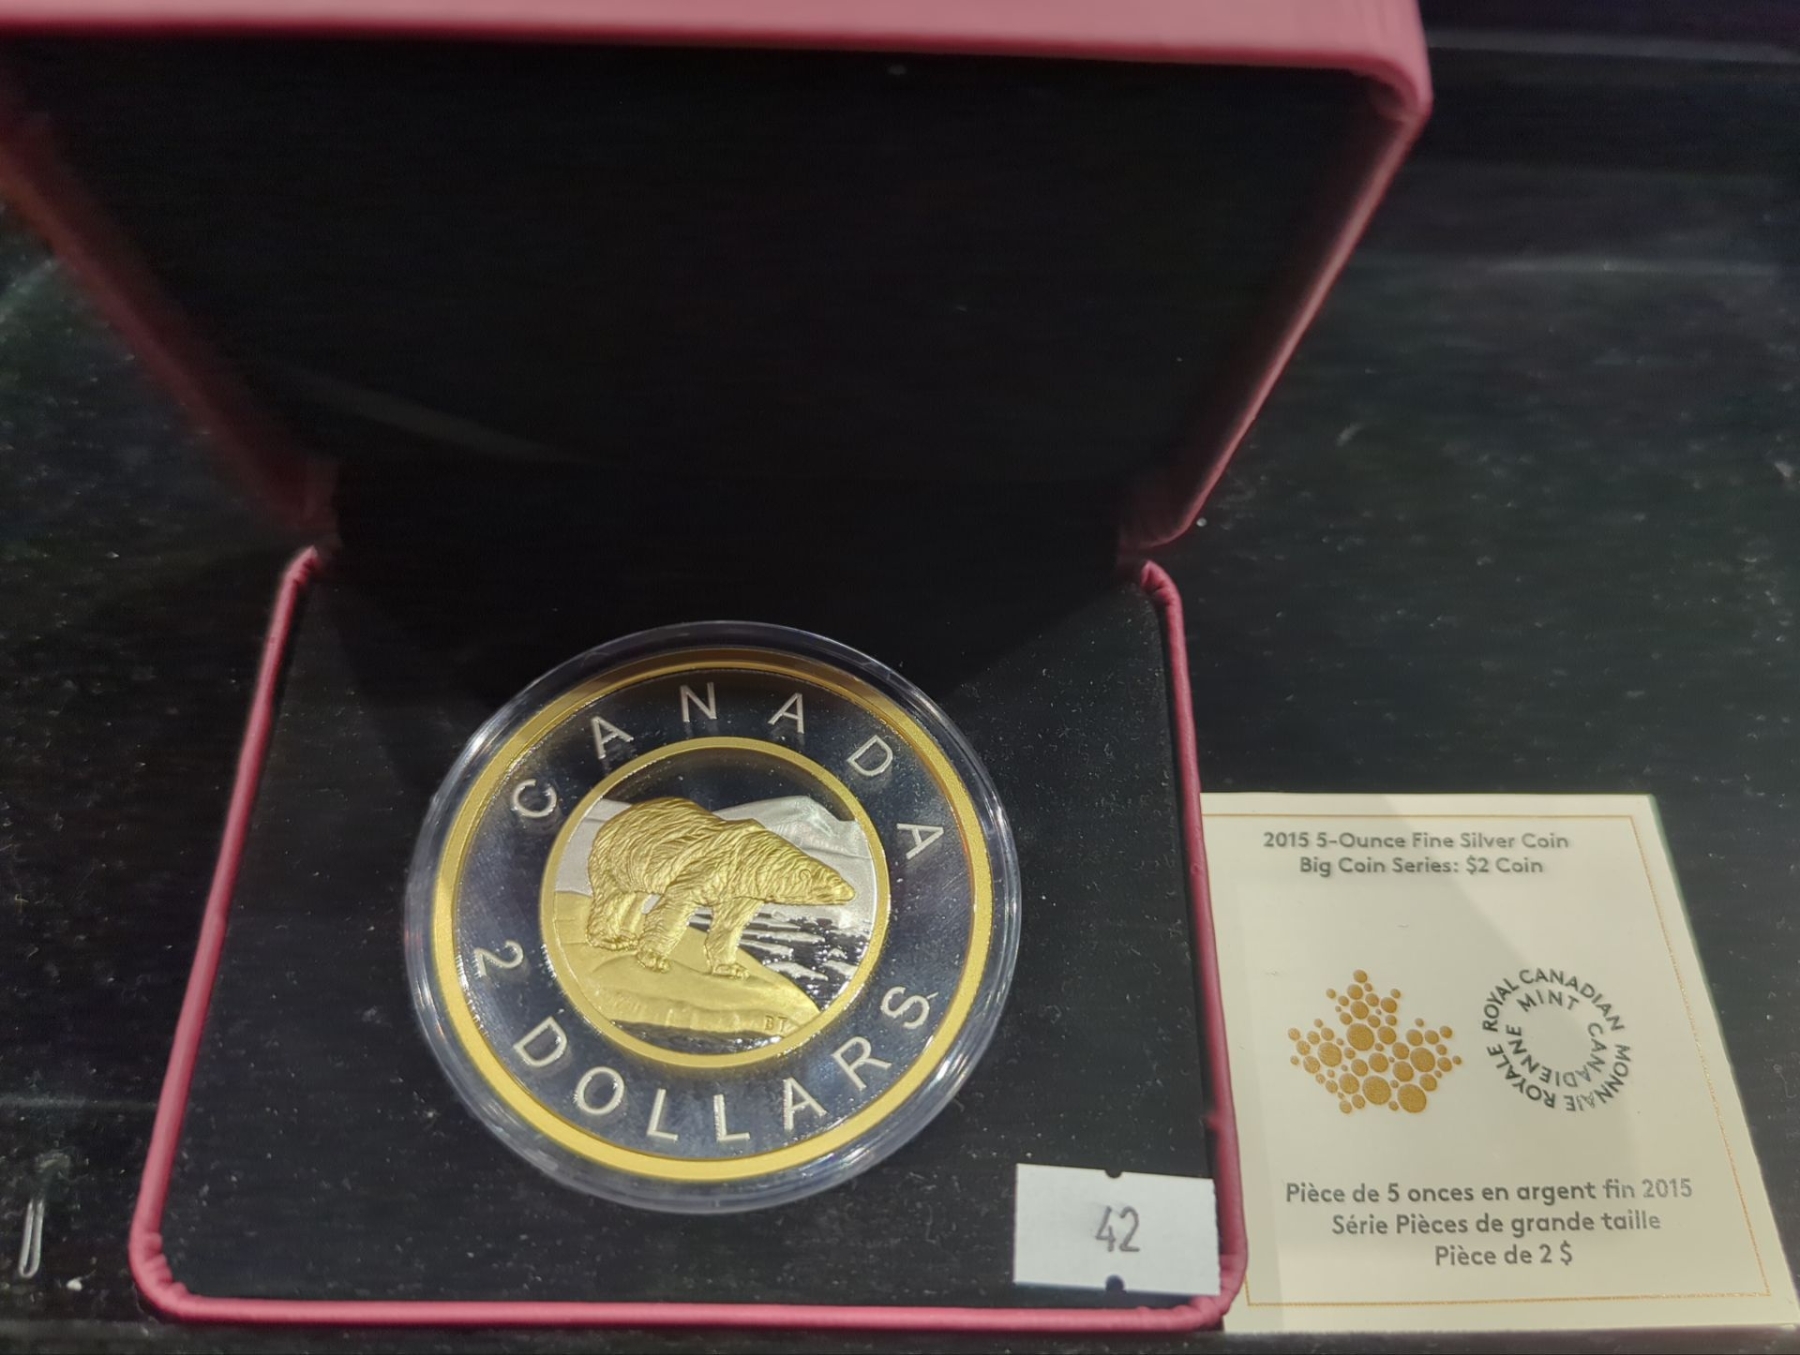 CANADA
2 DOLLARS
BT
42
2015 5-Ounce Fine Silver Coin
Big Coin Series: $2 Coin
ROYAL CANADIAN MINT
MONNAIE ROYALE CANADIENNE
Pièce de 5 onces en argent fin 2015
Série Pièces de grande taille
Pièce de 2 $